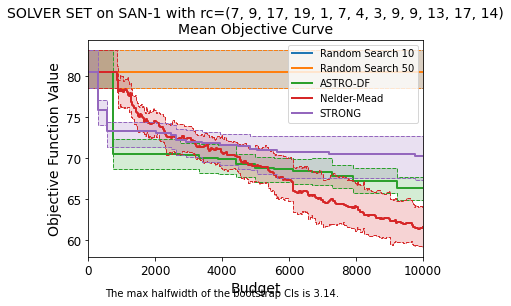 SOLVER SET on SAN-1 with rc=(7, 9, 17, 19, 1, 7, 4, 3, 9, 9, 13, 17, 14)
Mean Objective Curve
Random Search 10
Random Search 50
ASTRO-DF
Nelder-Mead
STRONG
Objective Function Value
80
75
70
65
60
0
2000
4000
6000
8000
10000
Budget
The max halfwidth of the bootstrap CIs is 3.14.